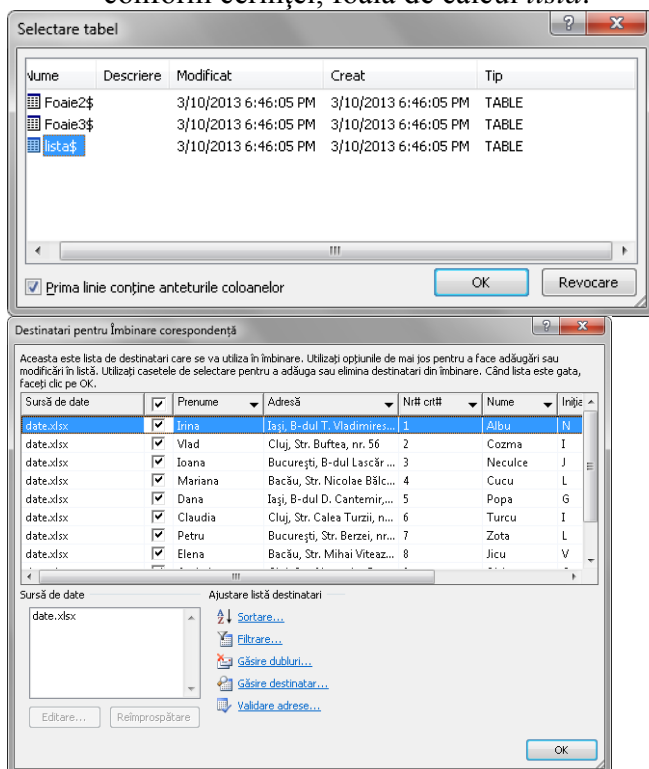 conform cerinței, foaia de calcul lista.
Selectare tabel
Nume Descriere Modificat Creat Tip
Foaie2$ 3/10/2013 6:46:05 PM 3/10/2013 6:46:05 PM TABLE
Foaie3$ 3/10/2013 6:46:05 PM 3/10/2013 6:46:05 PM TABLE
lista$ 3/10/2013 6:46:05 PM 3/10/2013 6:46:05 PM TABLE
Prima linie conține anteturile coloanelor OK Revocare
Destinatari pentru Îmbinare corespondență
Aceasta este lista de destinatari care se va utiliza în îmbinare. Utilizați opțiunile de mai jos pentru a face adăugări sau
modificări în listă. Utilizați casetele de selectare pentru a adăuga sau elimina destinatari din îmbinare. Când lista este gata,
faceți clic pe OK.
Sursă de date Prenume Adresă Nr# crt# Nume Iniția
date.xlsx Irina Iași, B-dul T. Vladimires... 1 Albu N
date.xlsx Vlad Cluj, Str. Buftea, nr. 56 2 Cozma I
date.xlsx Ioana București, B-dul Lascăr ... 3 Neculce J
date.xlsx Mariana Bacău, Str. Nicolae Bălc... 4 Cucu L
date.xlsx Dana Iași, B-dul D. Cantemir,... 5 Popa G
date.xlsx Claudia Cluj, Str. Calea Turzii, n... 6 Turcu I
date.xlsx Petru București, Str. Berzei, nr... 7 Zota L
date.xlsx Elena Bacău, Str. Mihai Viteaz... 8 Jicu V
Sursă de date Ajustare listă destinatari
date.xlsx Sortare...
Filtrare...
Găsire dubluri...
Găsire destinatar...
Validare adrese...
Editare... Reîmprospătare
OK